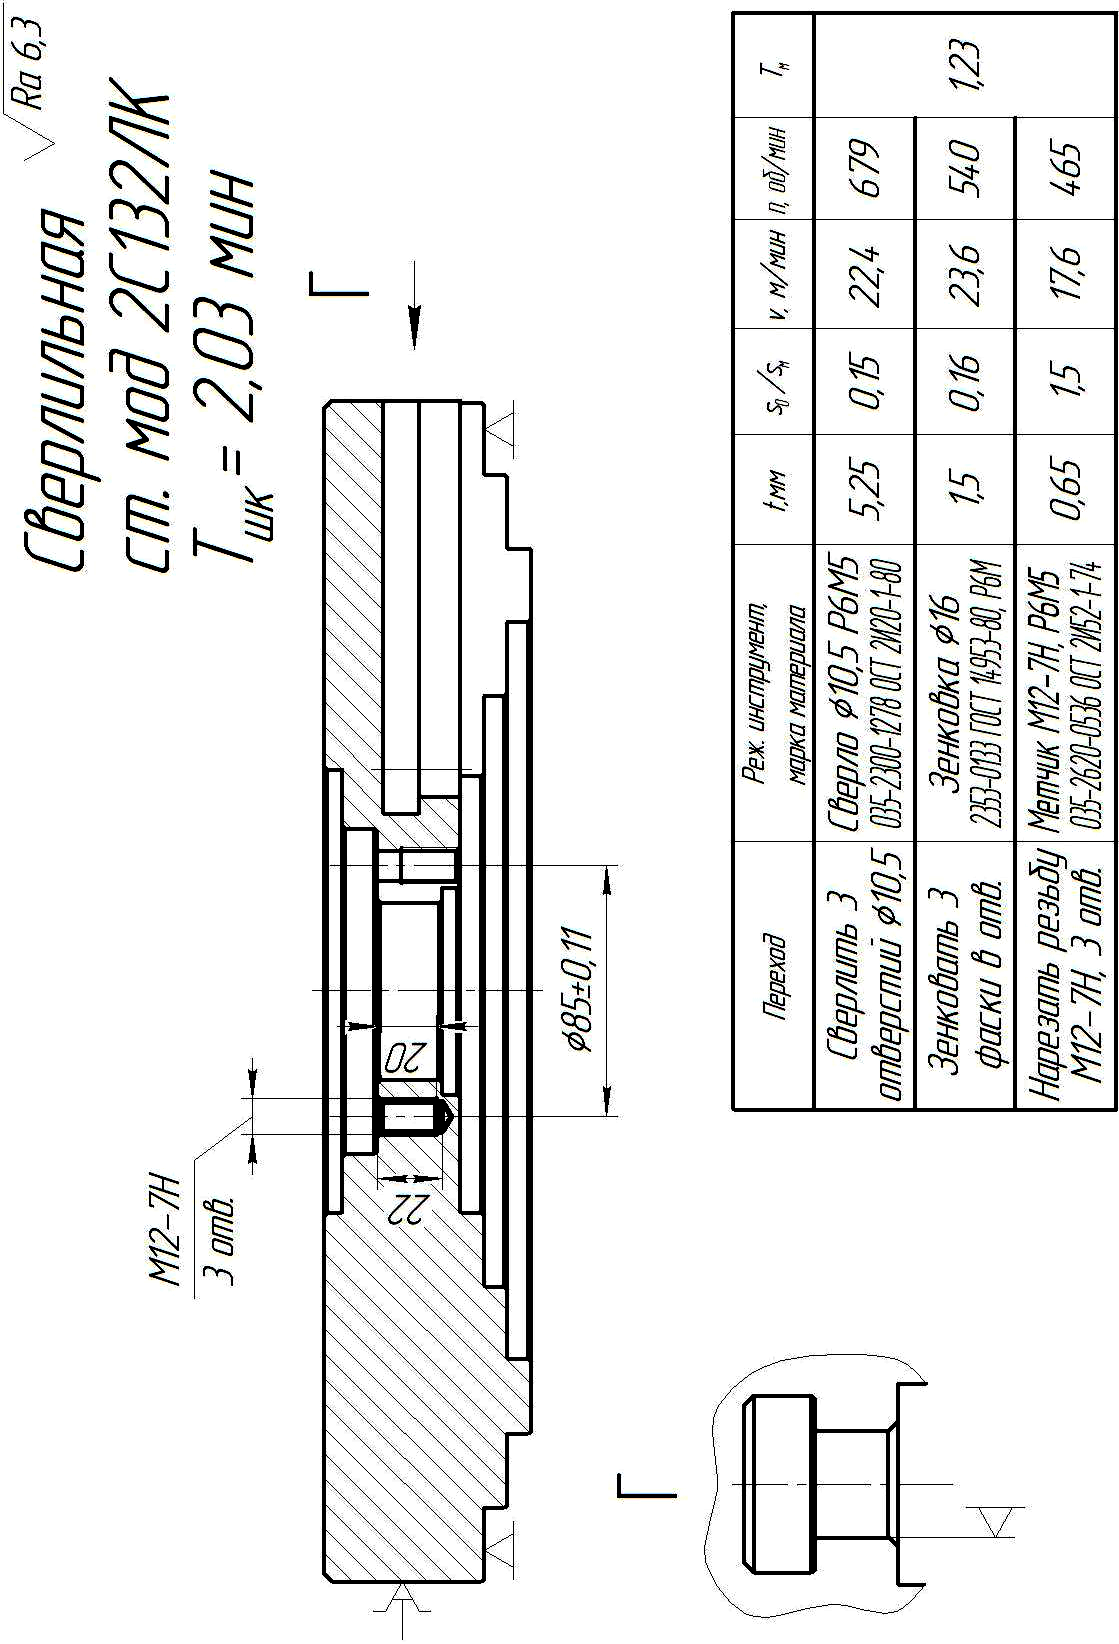 Ra 6,3
Сверлильная
ст. мод 2С132ЛК
Тшк = 2,03 мин
М12-7Н
3 отв.
22
20
ϕ85±0,11
Г
Г
Переход
Реж. инструмент,
марка материала
t,мм
s₀/sм
v, м/мин
n, об/мин
Тм
Сверлить 3
отверстий ϕ10,5
Сверло ϕ10,5 Р6М5
035-2300-1278 ОСТ 2И20-1-80
5,25
0,15
22,4
679
Зенковать 3
фаски в отв.
Зенковка ϕ16
2353-0133 ГОСТ 14953-80, Р6М
1,5
0,16
23,6
540
1,23
Нарезать резьбу
М12-7Н, 3 отв.
Метчик М12-7Н, Р6М5
035-2620-0536 ОСТ 2И52-1-74
0,65
1,5
17,6
465